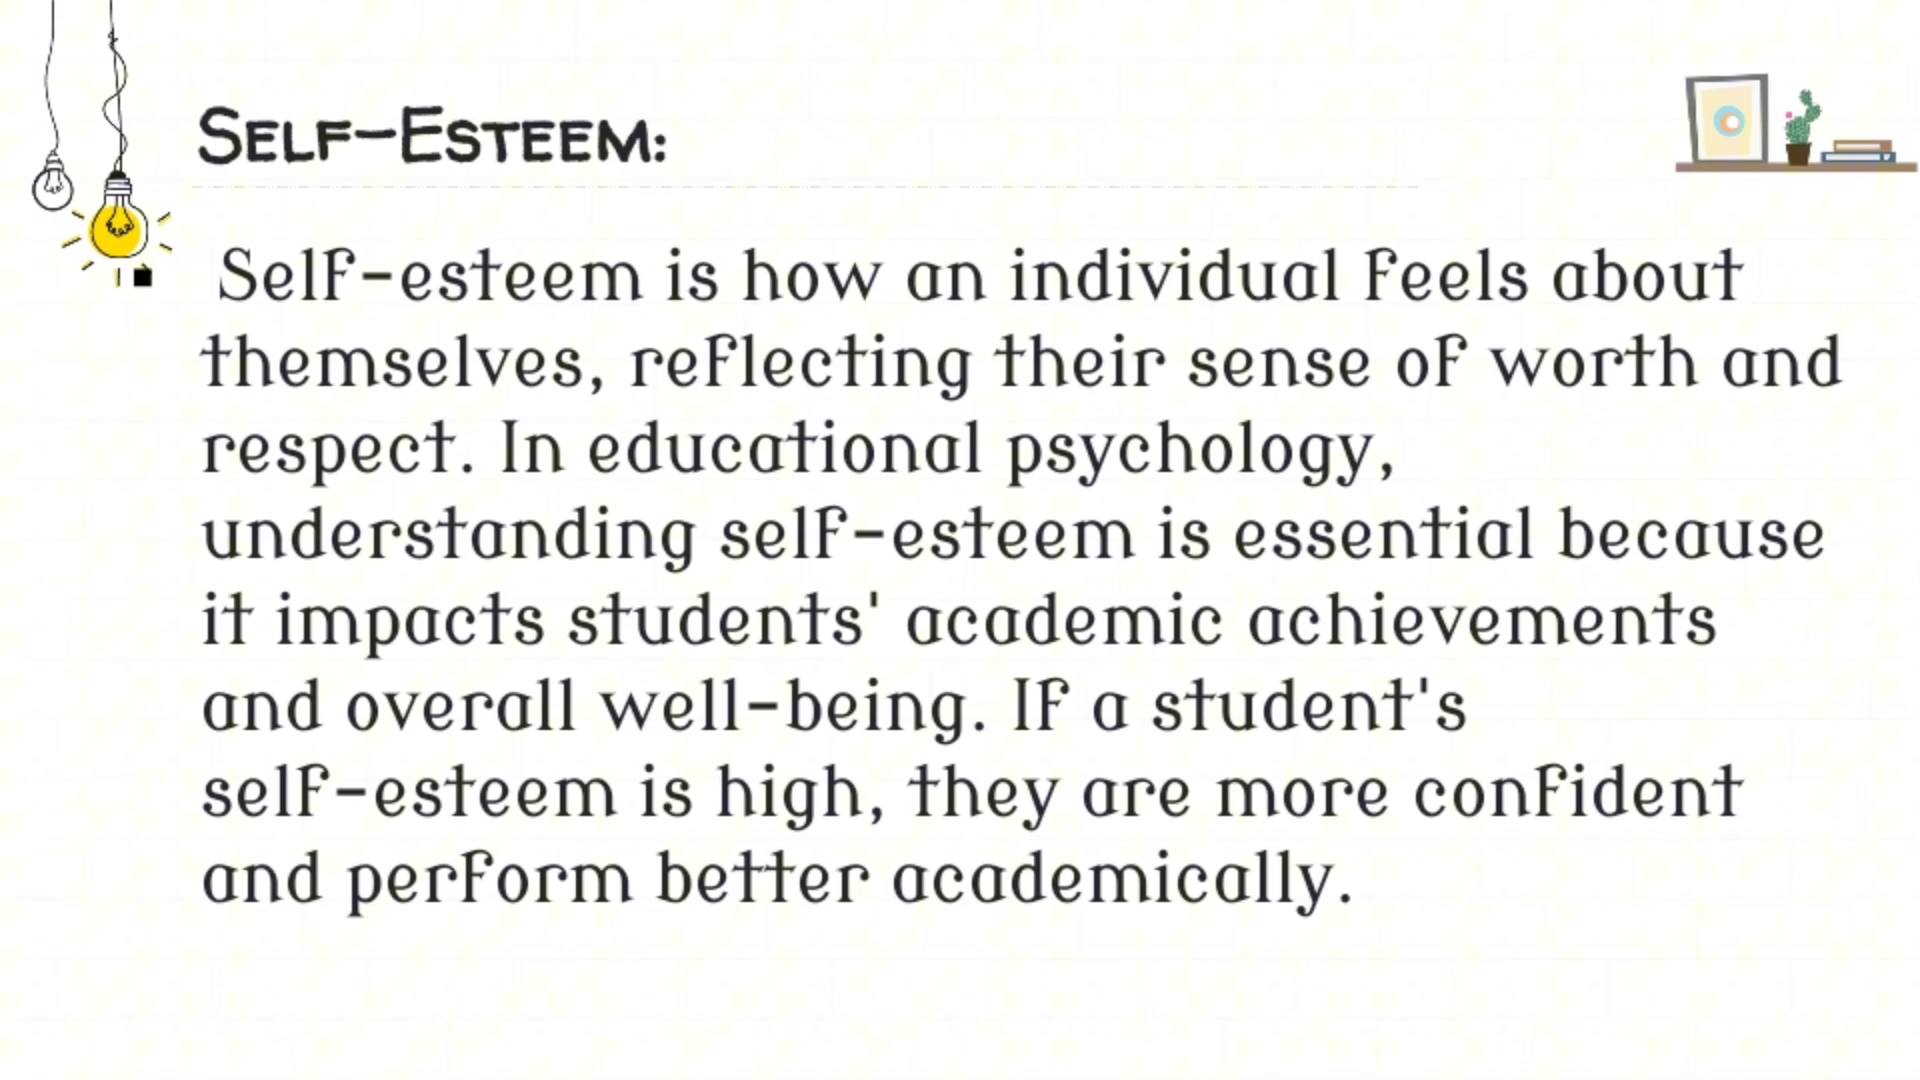 Self-Esteem:
Self-esteem is how an individual feels about
themselves, reflecting their sense of worth and
respect. In educational psychology,
understanding self-esteem is essential because
it impacts students' academic achievements
and overall well-being. If a student's
self-esteem is high, they are more confident
and perform better academically.